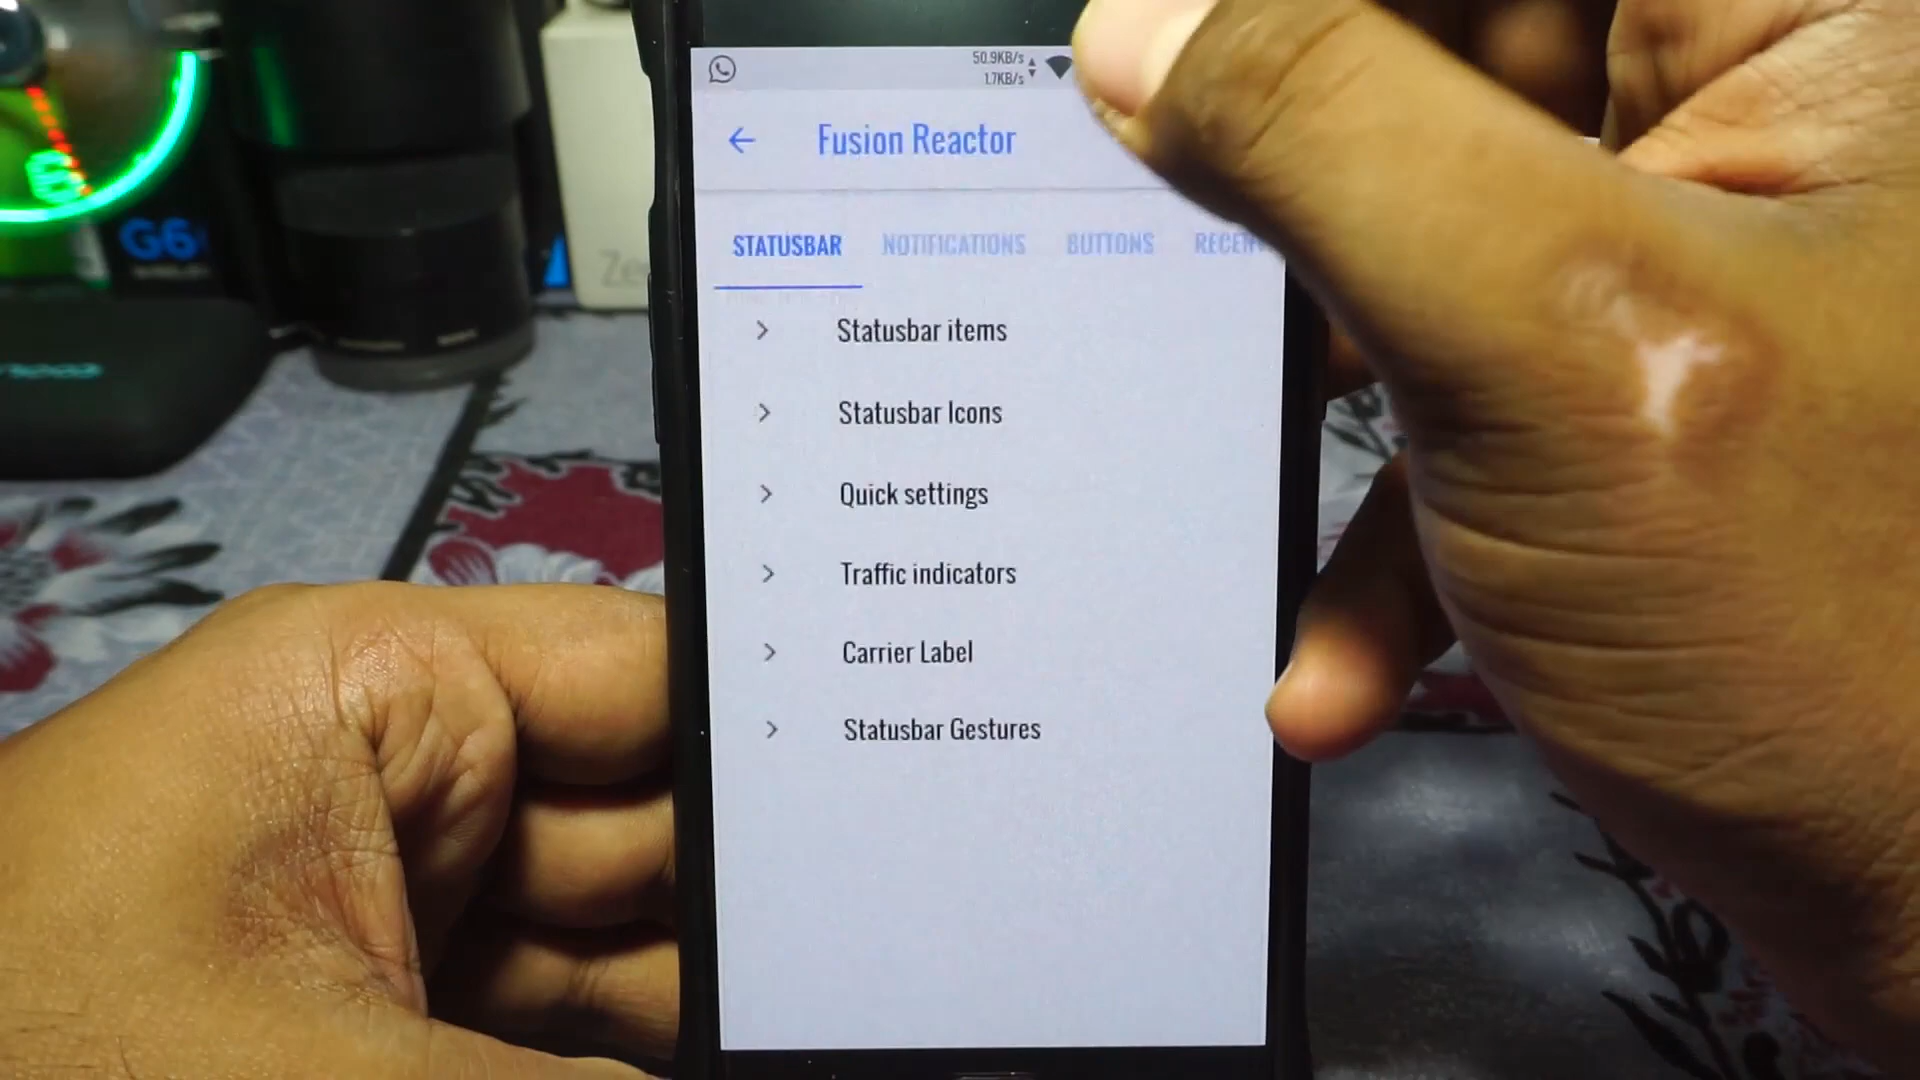 50.9KB/s
1.7KB/s
Fusion Reactor
STATUSBAR NOTIFICATIONS BUTTONS
Statusbar items
Statusbar Icons
Quick settings
Traffic indicators
Carrier Label
Statusbar Gestures
G6